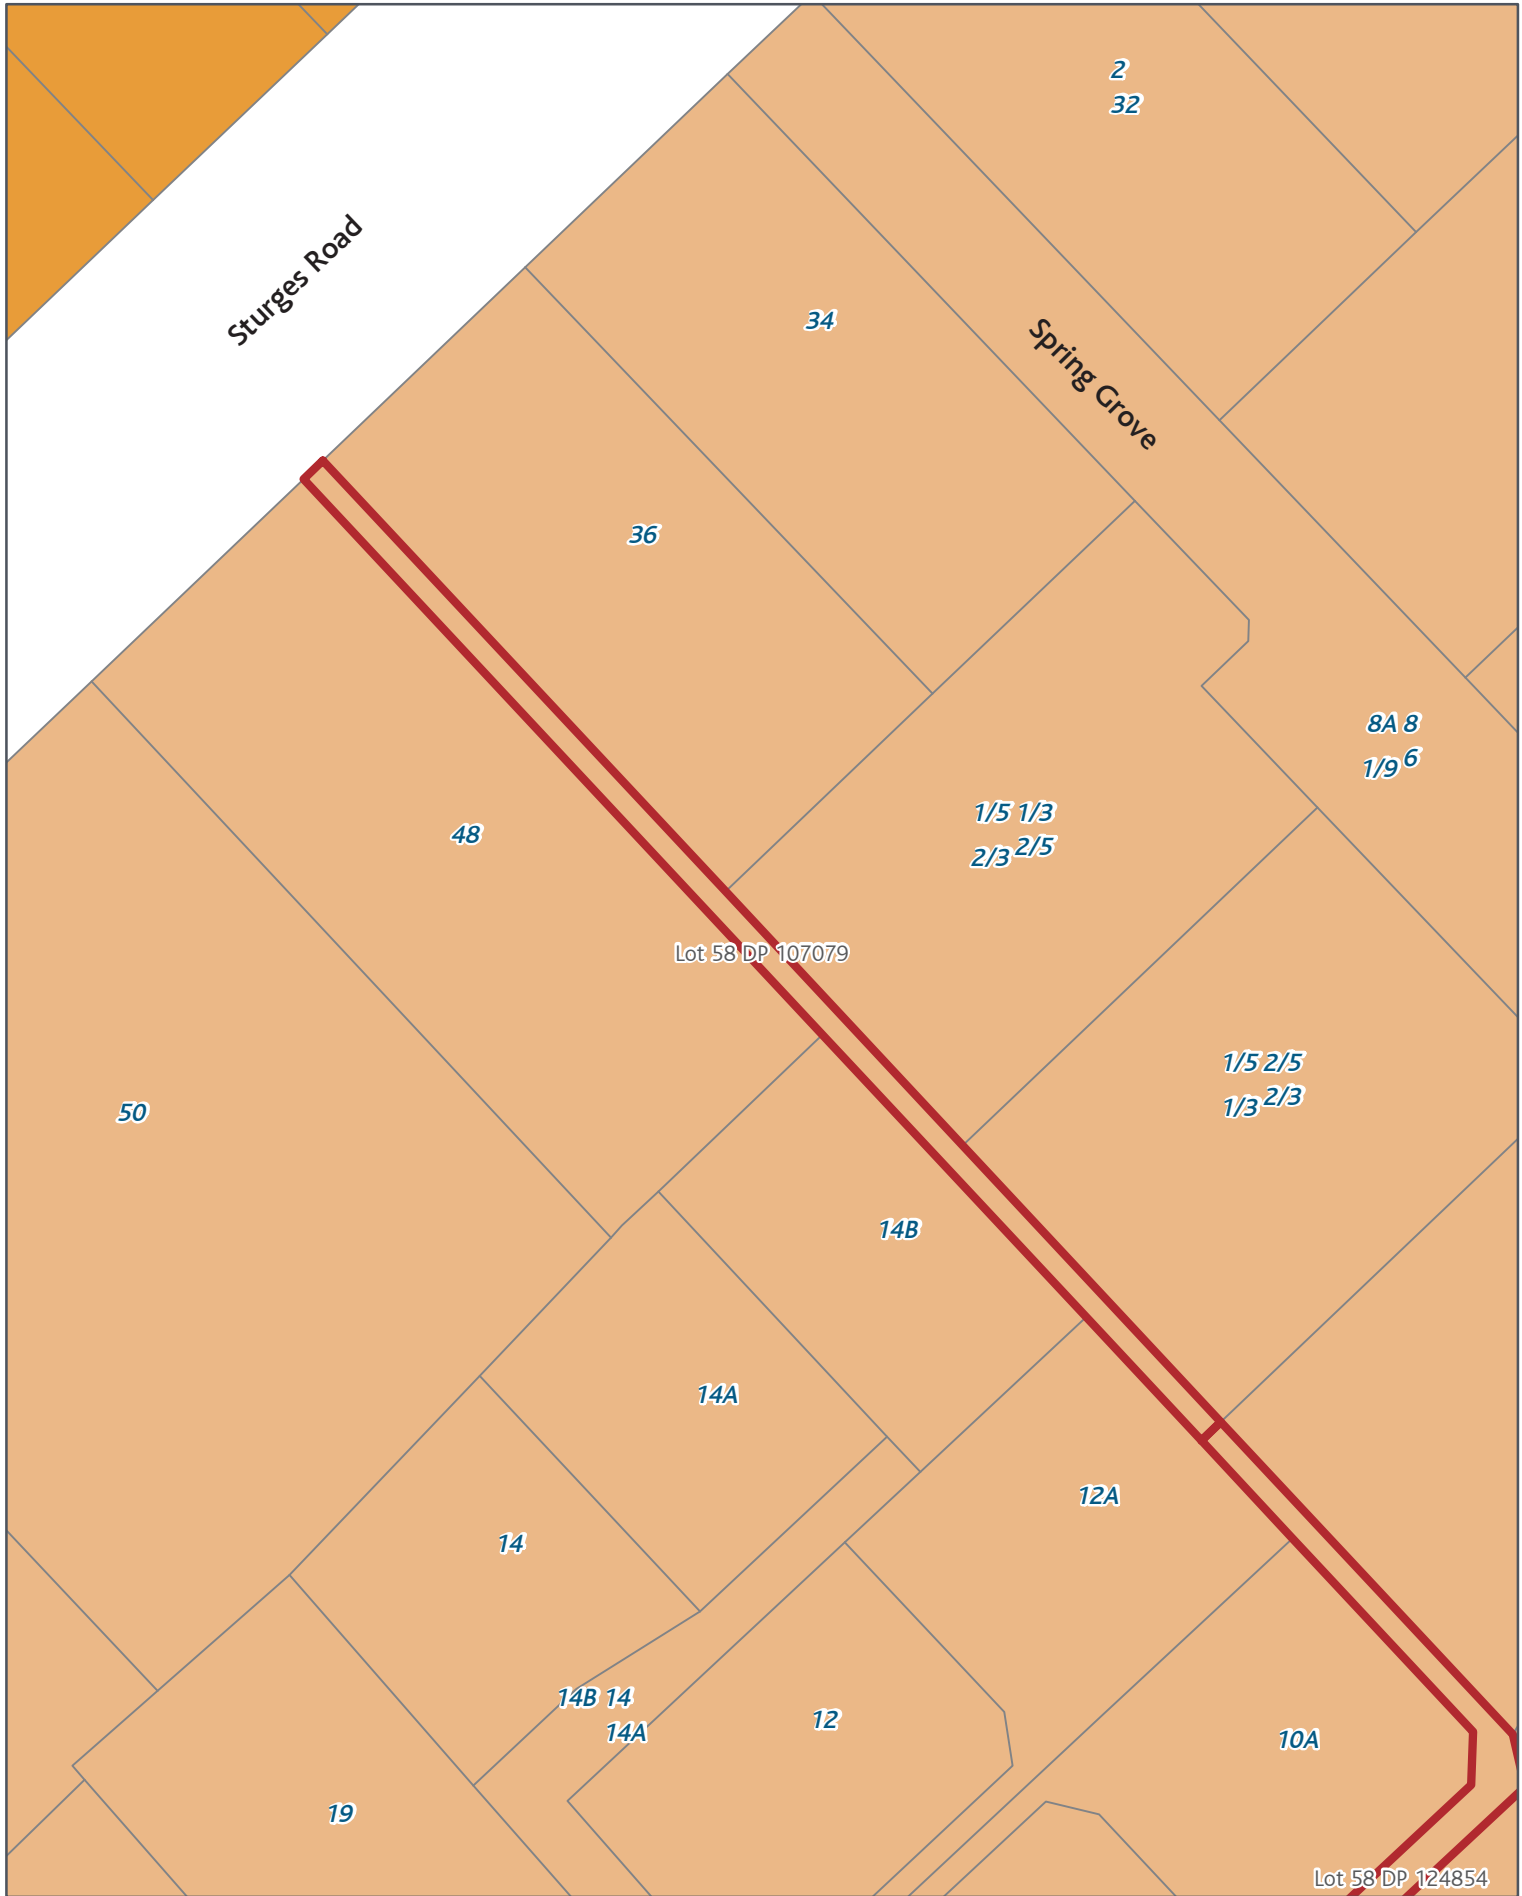 2
32
Sturges Road
34
Spring Grove
36
8A 8
1/9 6
1/5 1/3
2/3 2/5
48
Lot 58 DP 107079
1/5 2/5
1/3 2/3
50
14B
14A
12A
14
14B 14
14A
12
10A
19
Lot 58 DP 124854